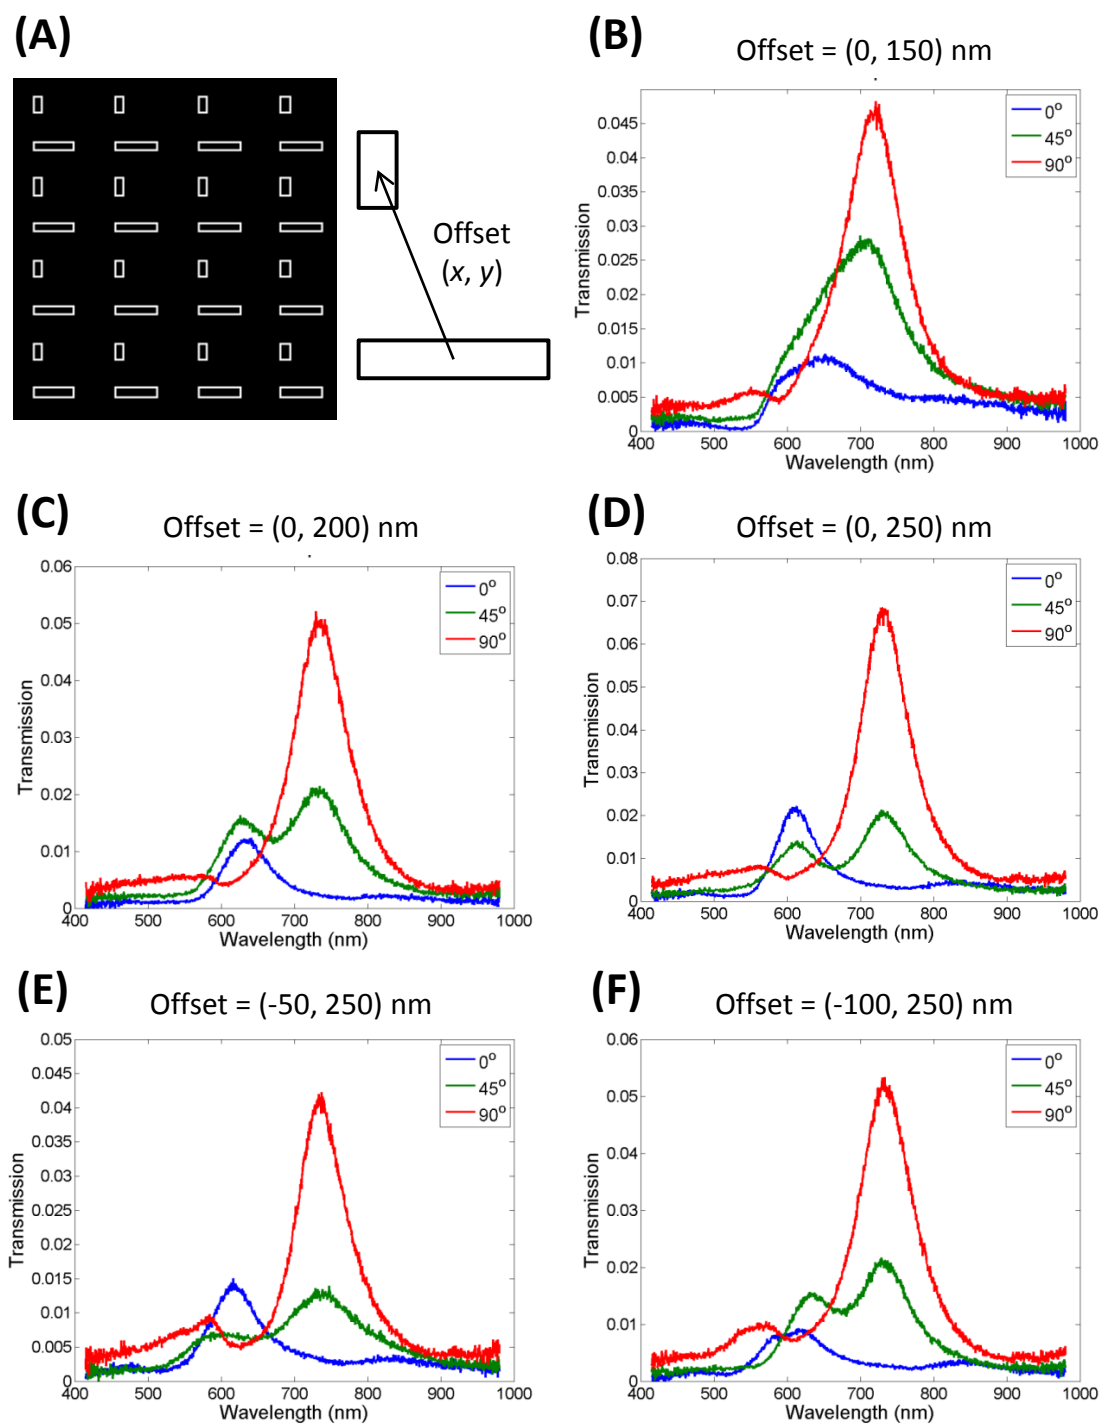 (A)
Offset
(x, y)
(B)
Offset = (0, 150) nm
0.045
0.04
0.035
0.03
0.025
0.02
0.015
0.01
0.005
0
Transmission
400 500 600 700 800 900 1000
Wavelength (nm)
0°
45°
90°
(C)
Offset = (0, 200) nm
0.06
0.05
0.04
0.03
0.02
0.01
0
Transmission
400 500 600 700 800 900 1000
Wavelength (nm)
0°
45°
90°
(D)
Offset = (0, 250) nm
0.08
0.07
0.06
0.05
0.04
0.03
0.02
0.01
0
Transmission
400 500 600 700 800 900 1000
Wavelength (nm)
0°
45°
90°
(E)
Offset = (-50, 250) nm
0.05
0.045
0.04
0.035
0.03
0.025
0.02
0.015
0.01
0.005
0
Transmission
400 500 600 700 800 900 1000
Wavelength (nm)
0°
45°
90°
(F)
Offset = (-100, 250) nm
0.06
0.05
0.04
0.03
0.02
0.01
0
Transmission
400 500 600 700 800 900 1000
Wavelength (nm)
0°
45°
90°